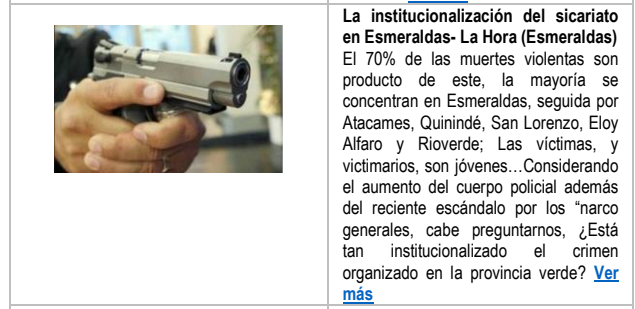 La institucionalización del sicariato
en Esmeraldas- La Hora (Esmeraldas)
El 70% de las muertes violentas son
producto de este, la mayoría se
concentran en Esmeraldas, seguida por
Atacames, Quinindé, San Lorenzo, Eloy
Alfaro y Rioverde; Las víctimas, y
victimarios, son jóvenes…Considerando
el aumento del cuerpo policial además
del reciente escándalo por los “narco
generales, cabe preguntarnos, ¿Está
tan institucionalizado el crimen
organizado en la provincia verde? Ver
más